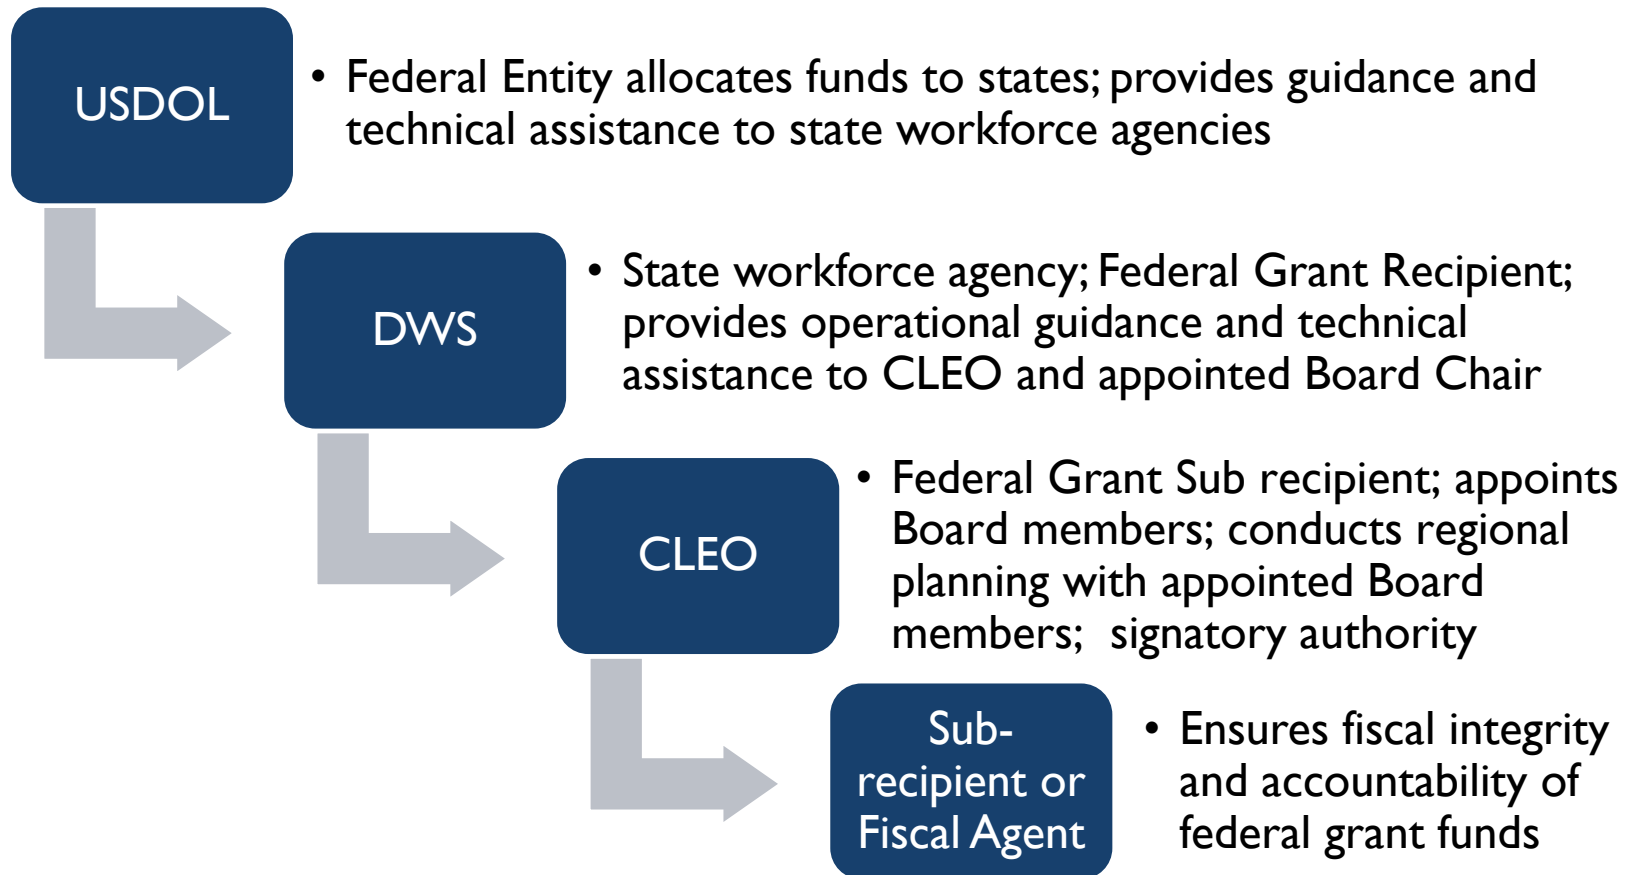 USDOL
• Federal Entity allocates funds to states; provides guidance and
technical assistance to state workforce agencies
DWS
• State workforce agency; Federal Grant Recipient;
provides operational guidance and technical
assistance to CLEO and appointed Board Chair
CLEO
• Federal Grant Sub recipient; appoints
Board members; conducts regional
planning with appointed Board
members;  signatory authority
Sub-
recipient or
Fiscal Agent
• Ensures fiscal integrity
and accountability of
federal grant funds